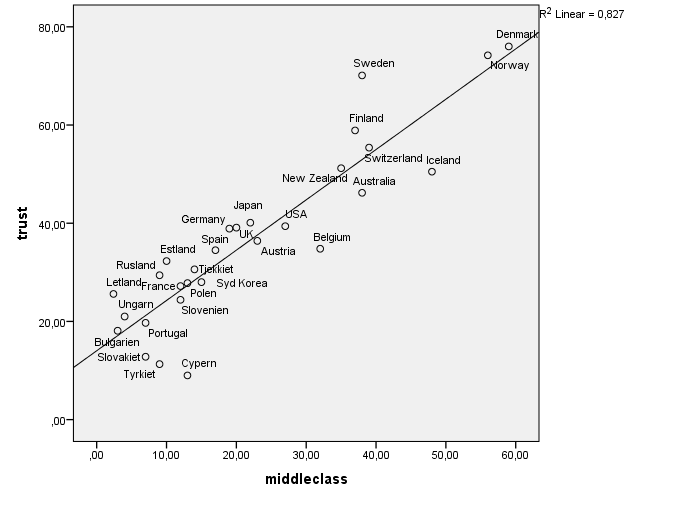 R² Linear = 0,827
80,00
60,00
40,00
20,00
,00
trust
Denmark
Norway
Sweden
Finland
Switzerland
Iceland
New Zealand
Australia
Japan
Germany
USA
UK
Spain
Belgium
Austria
Estland
Rusland
Tjekkiet
Letland
France
Syd Korea
Polen
Ungarn
Slovenien
Portugal
Bulgarien
Slovakiet
Cypern
Tyrkiet
,00
10,00
20,00
30,00
40,00
50,00
60,00
middleclass